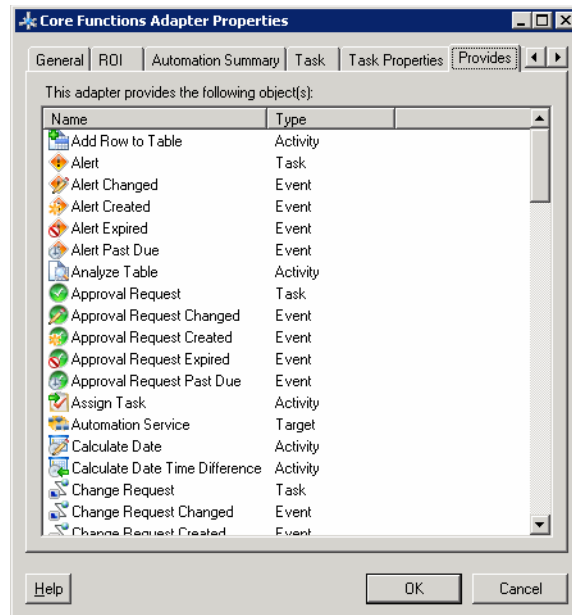 Core Functions Adapter Properties
General ROI Automation Summary Task Task Properties Provides
This adapter provides the following object(s):
Name Type
Add Row to Table Activity
Alert Task
Alert Changed Event
Alert Created Event
Alert Expired Event
Alert Past Due Event
Analyze Table Activity
Approval Request Task
Approval Request Changed Event
Approval Request Created Event
Approval Request Expired Event
Approval Request Past Due Event
Assign Task Activity
Automation Service Target
Calculate Date Activity
Calculate Date Time Difference Activity
Change Request Task
Change Request Changed Event
Change Request Created Event
Help OK Cancel